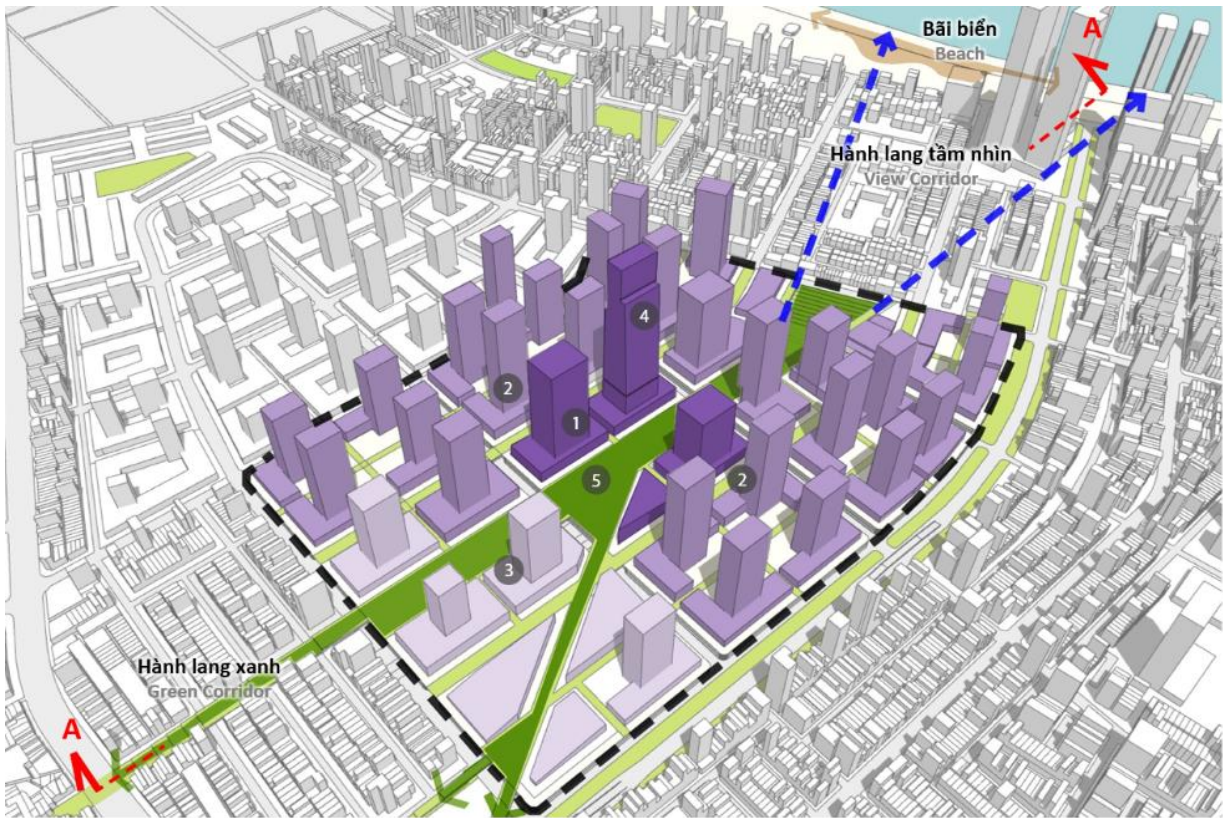 Bãi biển
Beach
A
Hành lang tầm nhìn
View Corridor
4
2
1
5
2
3
Hành lang xanh
Green Corridor
A